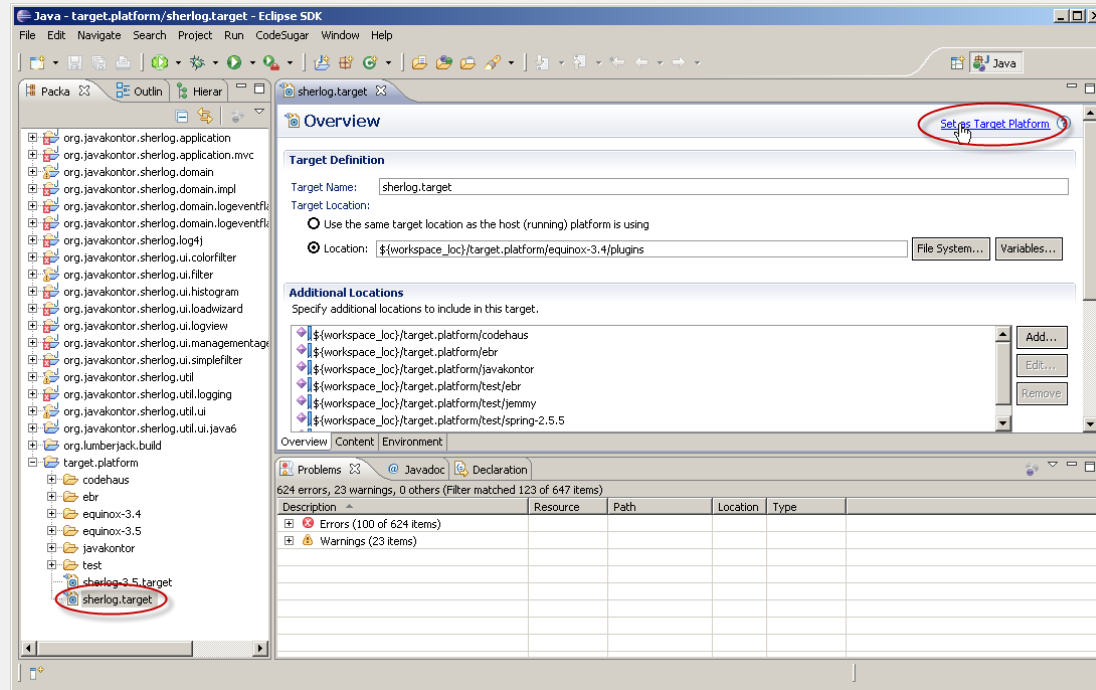 Java - target.platform/sherlog.target - Eclipse SDK
File Edit Navigate Search Project Run CodeSugar Window Help
Java
Packa Outlin Hierar
sherlog.target
org.javakontor.sherlog.application
org.javakontor.sherlog.application.mvc
org.javakontor.sherlog.domain
org.javakontor.sherlog.domain.impl
org.javakontor.sherlog.domain.logeventfl
org.javakontor.sherlog.domain.logeventfl
org.javakontor.sherlog.log4j
org.javakontor.sherlog.ui.colorfilter
org.javakontor.sherlog.ui.filter
org.javakontor.sherlog.ui.histogram
org.javakontor.sherlog.ui.loadwizard
org.javakontor.sherlog.ui.logview
org.javakontor.sherlog.ui.managementage
org.javakontor.sherlog.ui.simplefilter
org.javakontor.sherlog.util
org.javakontor.sherlog.util.logging
org.javakontor.sherlog.util.ui
org.javakontor.sherlog.util.ui.java6
org.lumberjack.build
target.platform
codehaus
ebr
equinox-3.4
equinox-3.5
javakontor
test
sherlog-3.5.target
sherlog.target
Overview
Set as Target Platform
Target Definition
Target Name: sherlog.target
Target Location:
Use the same target location as the host (running) platform is using
Location: ${workspace_loc}/target.platform/equinox-3.4/plugins File System... Variables...
Additional Locations
Specify additional locations to include in this target.
${workspace_loc}/target.platform/codehaus
${workspace_loc}/target.platform/ebr
${workspace_loc}/target.platform/javakontor
${workspace_loc}/target.platform/test/ebr
${workspace_loc}/target.platform/test/jemmy
${workspace_loc}/target.platform/test/spring-2.5.5
Add...
Edit...
Remove
Overview Content Environment
Problems @ Javadoc Declaration
624 errors, 23 warnings, 0 others (Filter matched 123 of 647 items)
Description Resource Path Location Type
Errors (100 of 624 items)
Warnings (23 items)